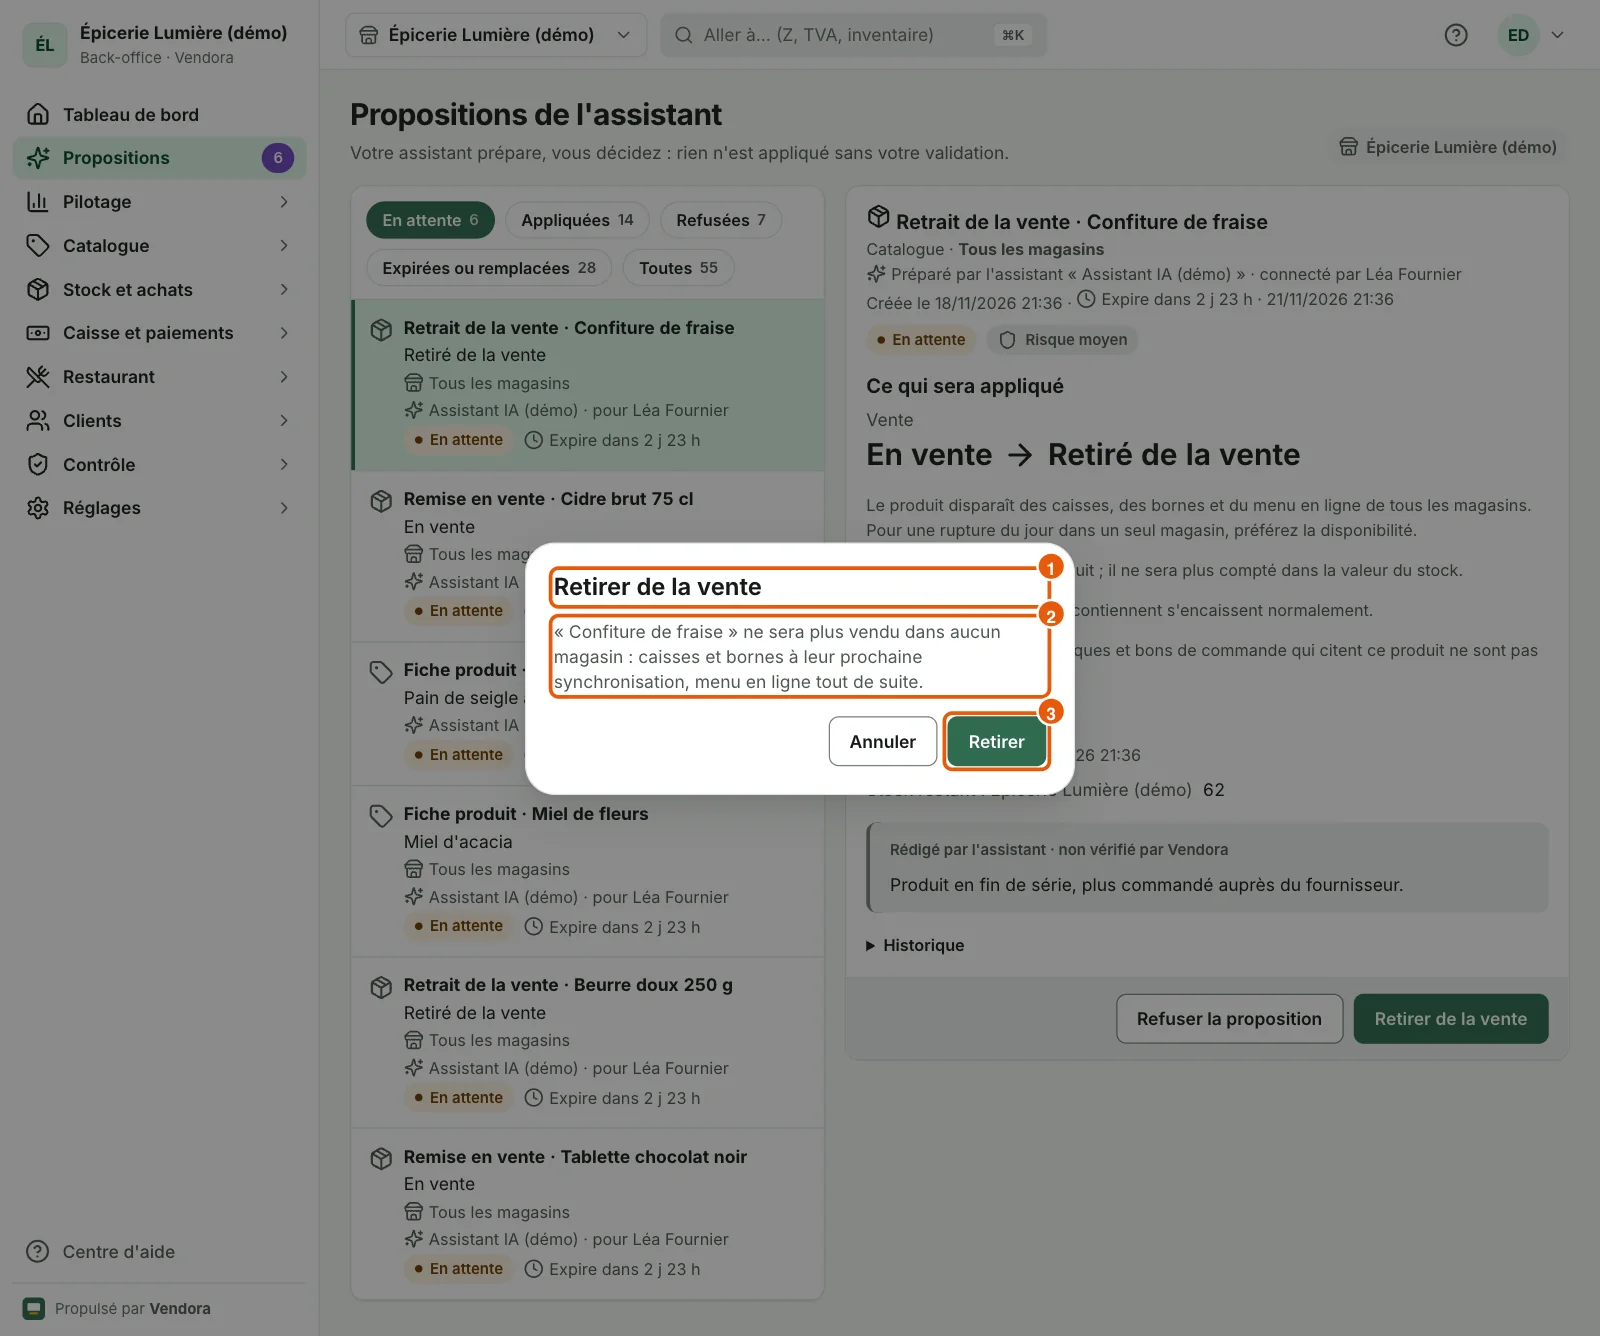 ÉL
Épicerie Lumière (démo)
Back-office · Vendora
Tableau de bord
Propositions 6
Pilotage
Catalogue
Stock et achats
Caisse et paiements
Restaurant
Clients
Contrôle
Réglages
Centre d'aide
Propulsé par Vendora
Épicerie Lumière (démo)
Aller à... (Z, TVA, inventaire) ⌘K
ED
Propositions de l'assistant
Votre assistant prépare, vous décidez : rien n'est appliqué sans votre validation.
Épicerie Lumière (démo)
En attente 6
Appliquées 14
Refusées 7
Expirées ou remplacées 28
Toutes 55
Retrait de la vente · Confiture de fraise
Retiré de la vente
Tous les magasins
Assistant IA (démo) · pour Léa Fournier
En attente
Expire dans 2 j 23 h
Remise en vente · Cidre brut 75 cl
En vente
Tous les mag
Assistant IA
En attente
Fiche produit ·
Pain de seigle
Assistant IA
En attente
Fiche produit · Miel de fleurs
Miel d'acacia
Tous les magasins
Assistant IA (démo) · pour Léa Fournier
En attente
Expire dans 2 j 23 h
Retrait de la vente · Beurre doux 250 g
Retiré de la vente
Tous les magasins
Assistant IA (démo) · pour Léa Fournier
En attente
Expire dans 2 j 23 h
Remise en vente · Tablette chocolat noir
En vente
Tous les magasins
Assistant IA (démo) · pour Léa Fournier
En attente
Expire dans 2 j 23 h
Retrait de la vente · Confiture de fraise
Catalogue · Tous les magasins
Préparé par l'assistant « Assistant IA (démo) » · connecté par Léa Fournier
Créée le 18/11/2026 21:36 · Expire dans 2 j 23 h · 21/11/2026 21:36
En attente
Risque moyen
Ce qui sera appliqué
Vente
En vente → Retiré de la vente
Le produit disparaît des caisses, des bornes et du menu en ligne de tous les magasins.
Pour une rupture du jour dans un seul magasin, préférez la disponibilité.
uit ; il ne sera plus compté dans la valeur du stock.
contiennent s'encaissent normalement.
ques et bons de commande qui citent ce produit ne sont pas
26 21:36
Lumière (démo) 62
Rédigé par l'assistant · non vérifié par Vendora
Produit en fin de série, plus commandé auprès du fournisseur.
Historique
Refuser la proposition
Retirer de la vente
1
Retirer de la vente
2
« Confiture de fraise » ne sera plus vendu dans aucun
magasin : caisses et bornes à leur prochaine
synchronisation, menu en ligne tout de suite.
3
Annuler
Retirer